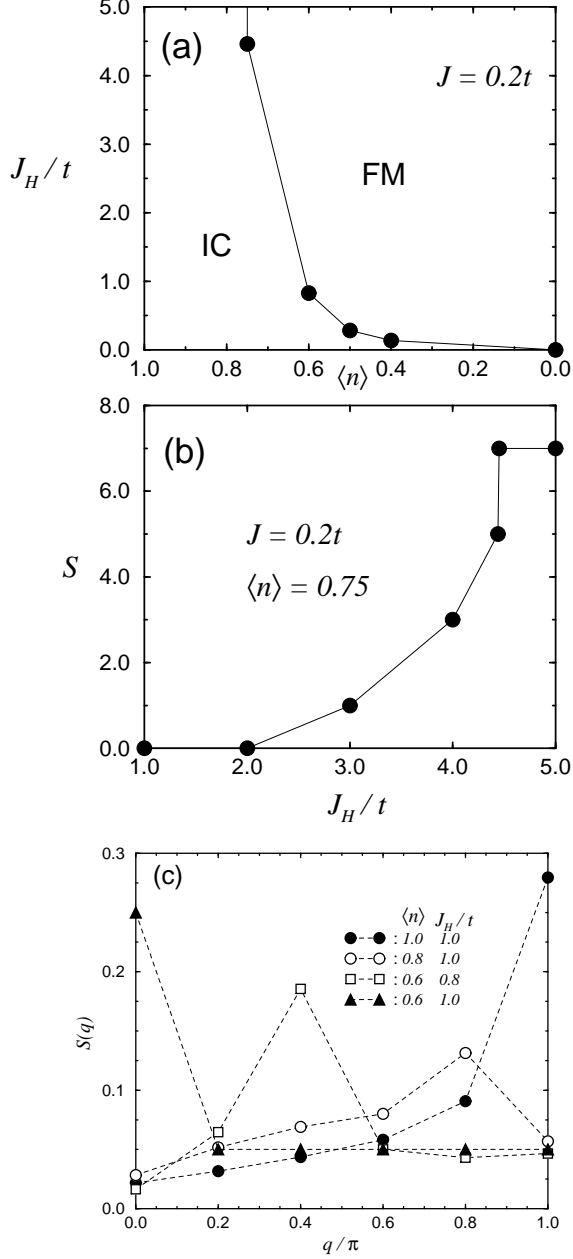 5.0
(a)
J = 0.2t
4.0
3.0
J_H / t
FM
2.0
IC
1.0
0.0
1.0 0.8 0.6 0.4 0.2 0.0
⟨n⟩
8.0
(b)
6.0
J = 0.2t
S
4.0
⟨n⟩ = 0.75
2.0
0.0
1.0 2.0 3.0 4.0 5.0
J_H / t
0.3
(c)
⟨n⟩ J_H / t
: 1.0 1.0
: 0.8 1.0
0.2
: 0.6 0.8
: 0.6 1.0
S(q)
0.1
0.0
0.0 0.2 0.4 0.6 0.8 1.0
q/π